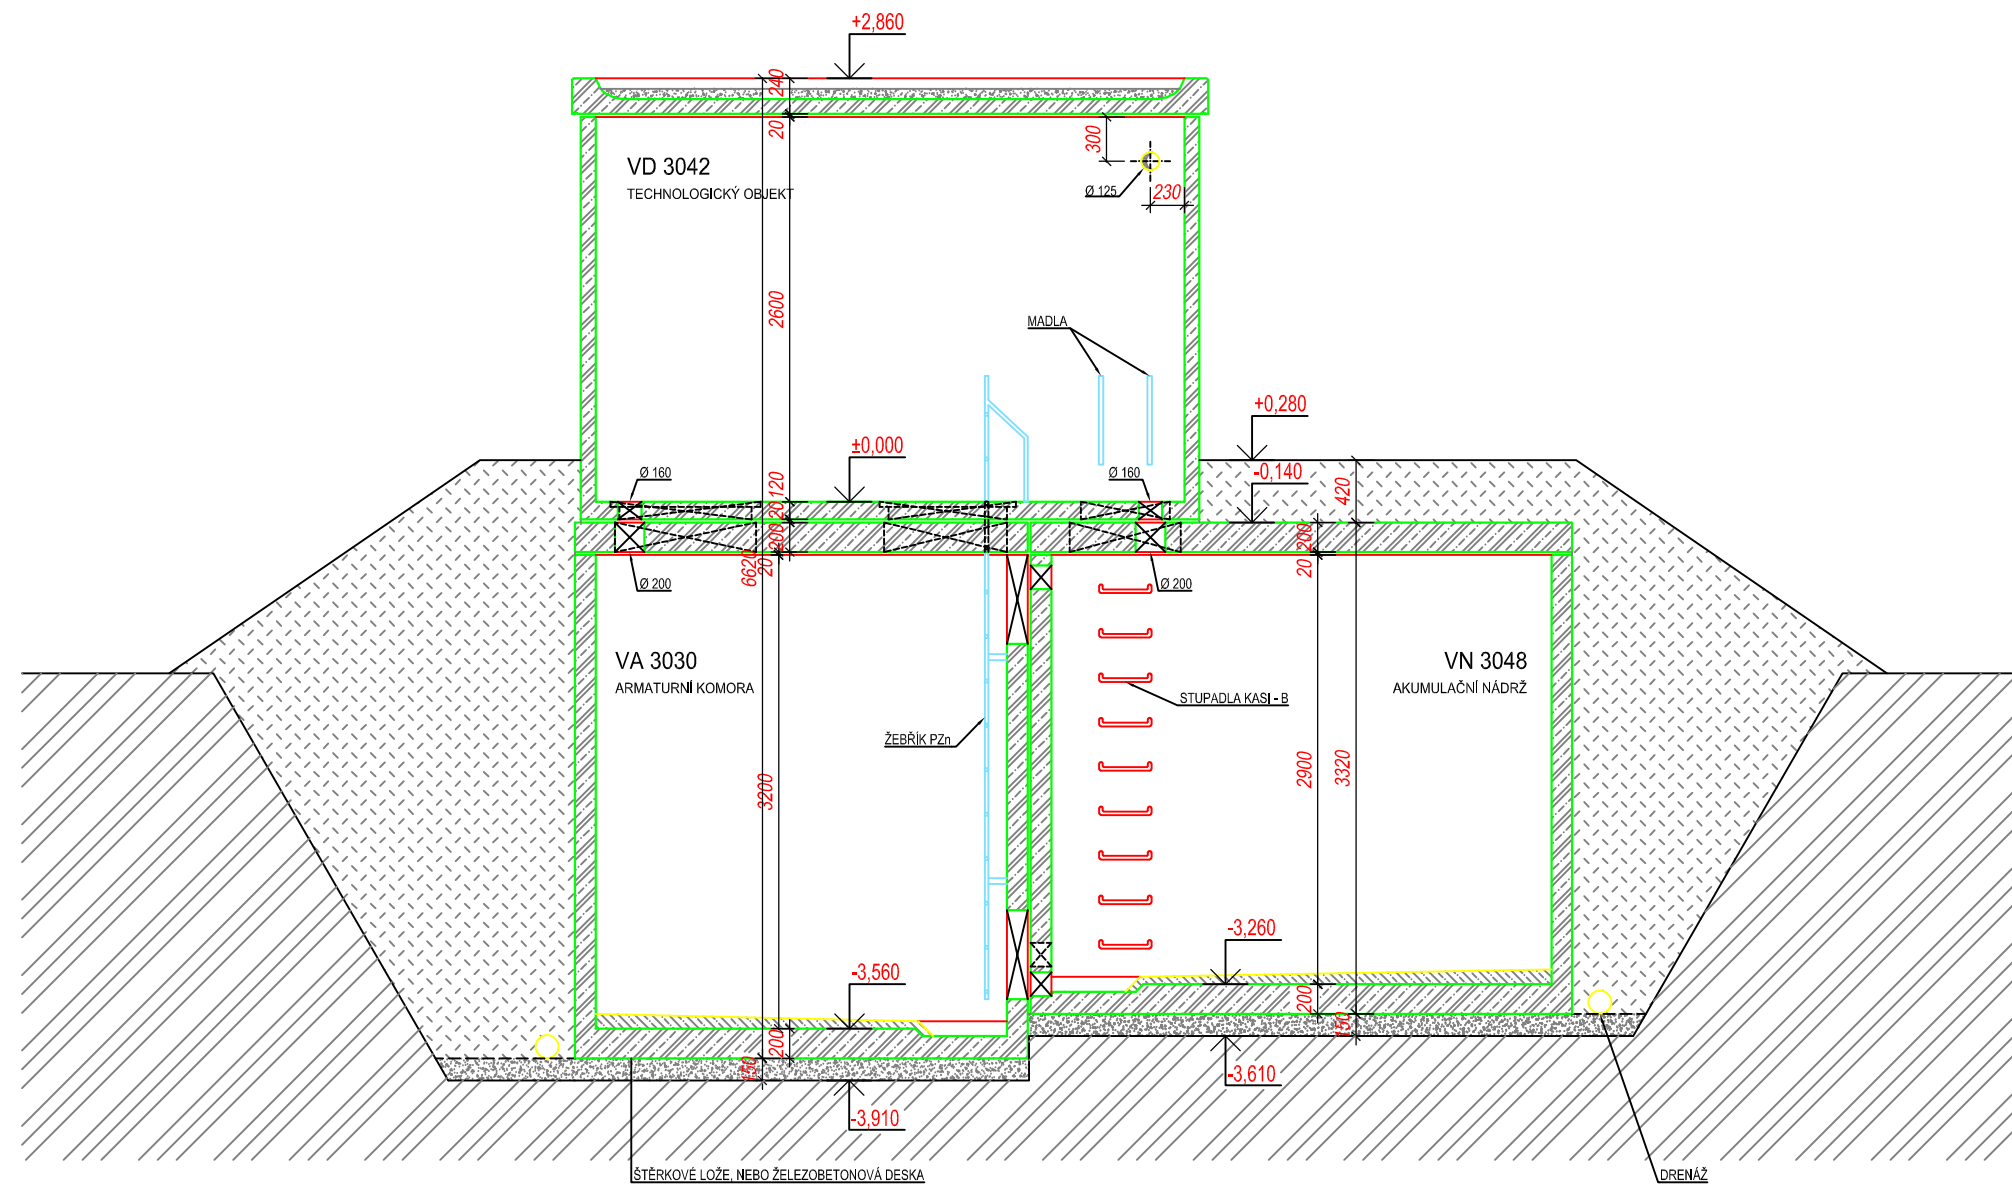 +2,860
240
20
300
VD 3042
TECHNOLOGICKÝ OBJEKT
Ø 125
230
2600
MADLA
+0,280
±0,000
-0,140
Ø 160
Ø 160
120
420
20
200
200
6620
20
20
Ø 200
Ø 200
VA 3030
ARMATURNÍ KOMORA
VN 3048
AKUMULAČNÍ NÁDRŽ
STUPADLA KASI - B
ŽEBŘÍK PZn
3200
2900
3320
-3,260
-3,560
200
150
200
150
-3,610
-3,910
ŠTĚRKOVÉ LOŽE, NEBO ŽELEZOBETONOVÁ DESKA
DRENÁŽ